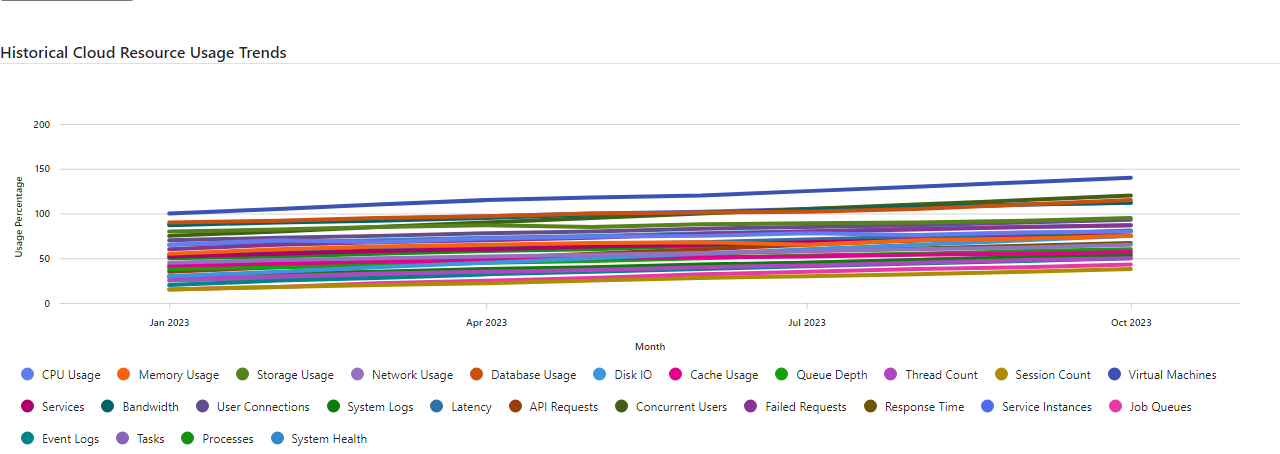 Historical Cloud Resource Usage Trends
200
150
100
50
0
Usage Percentage
Jan 2023 Apr 2023 Jul 2023 Oct 2023
Month
CPU Usage Memory Usage Storage Usage Network Usage Database Usage Disk IO Cache Usage Queue Depth Thread Count Session Count Virtual Machines
Services Bandwidth User Connections System Logs Latency API Requests Concurrent Users Failed Requests Response Time Service Instances Job Queues
Event Logs Tasks Processes System Health